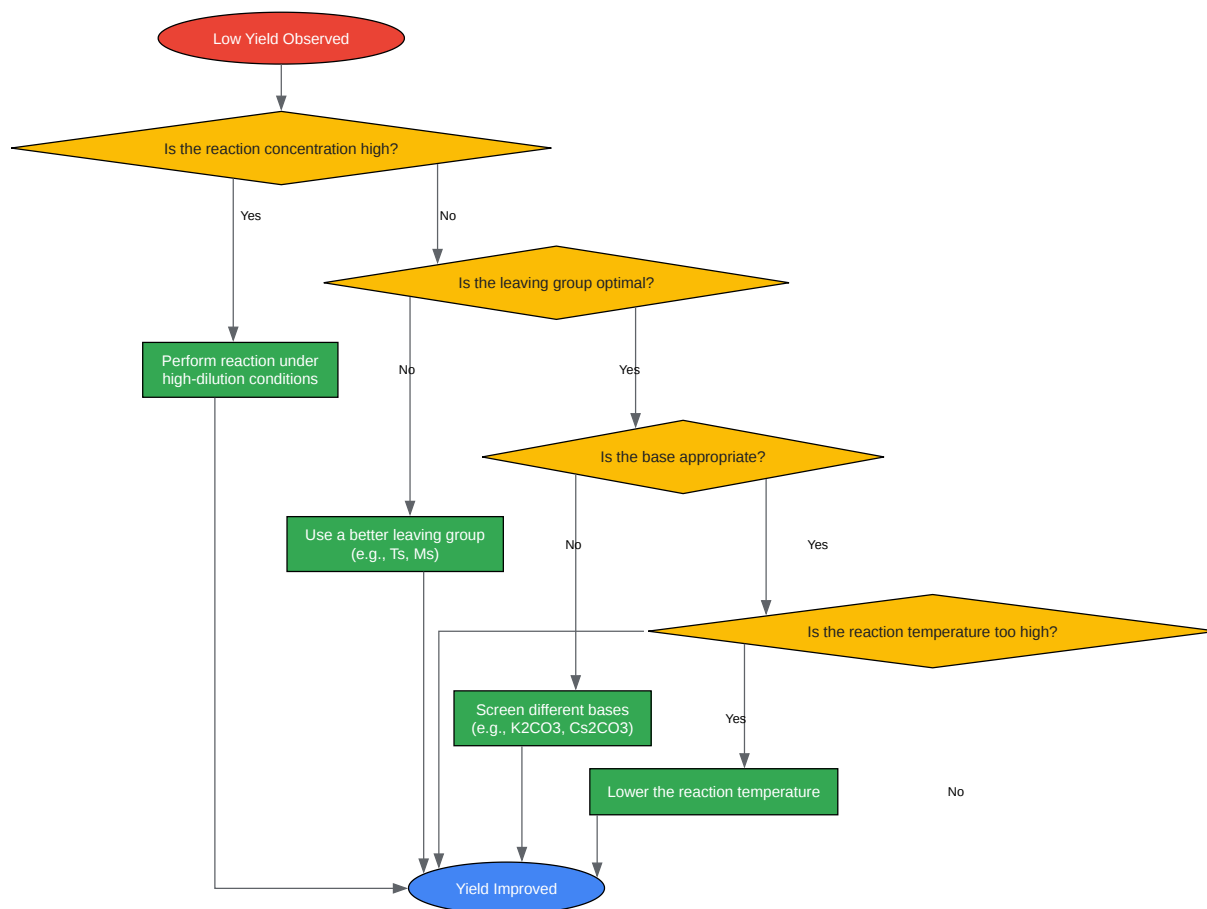 Low Yield Observed
Is the reaction concentration high?
Yes
No
Is the leaving group optimal?
Perform reaction under
high-dilution conditions
No
Yes
Is the base appropriate?
Use a better leaving group
(e.g., Ts, Ms)
No
Yes
Is the reaction temperature too high?
Screen different bases
(e.g., K2CO3, Cs2CO3)
Yes
Lower the reaction temperature
No
Yield Improved